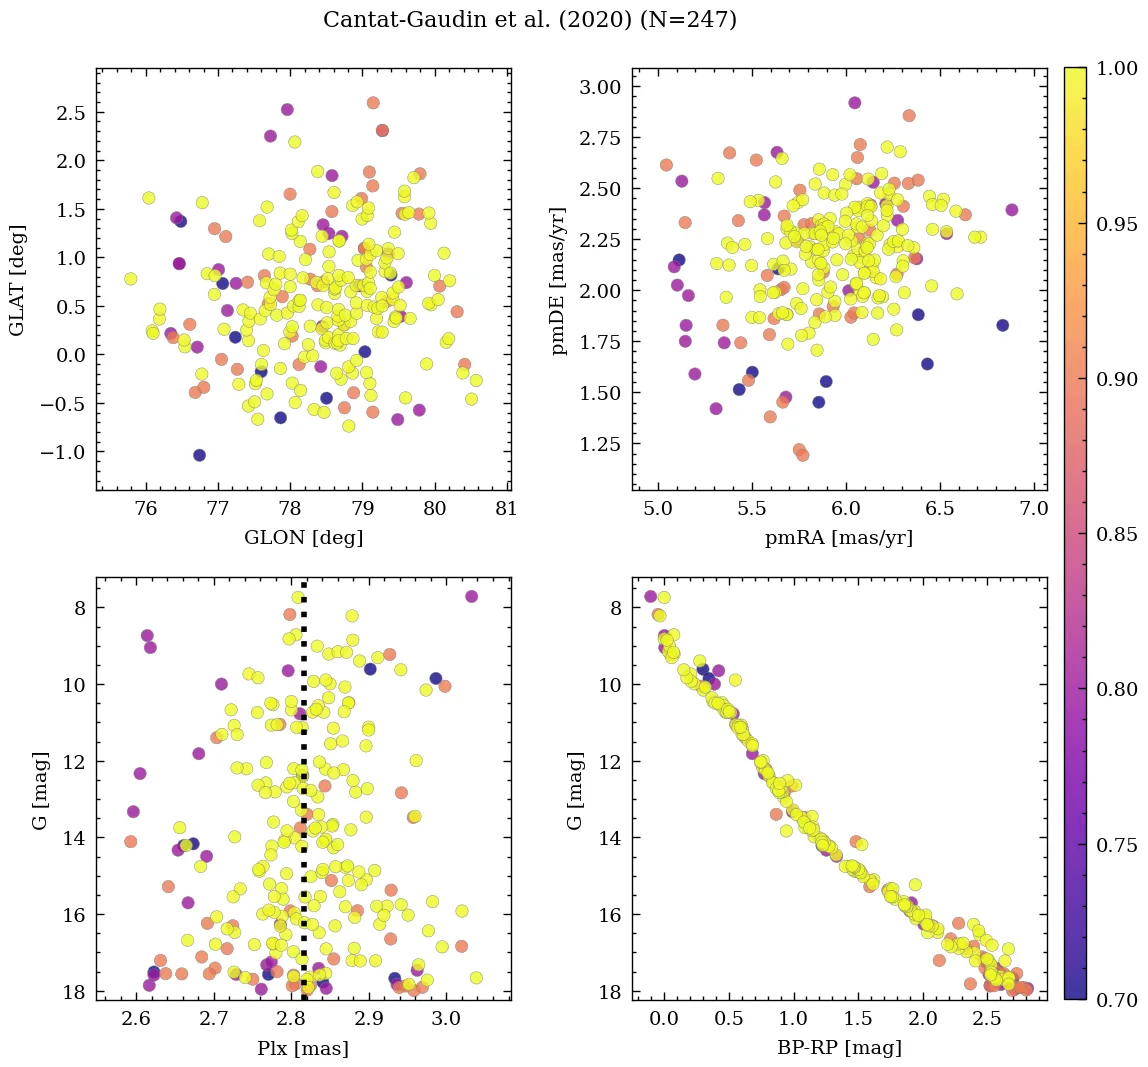 Cantat-Gaudin et al. (2020) (N=247)
GLAT [deg]
2.5
2.0
1.5
1.0
0.5
0.0
−0.5
−1.0
76 77 78 79 80 81
GLON [deg]
pmDE [mas/yr]
3.00
2.75
2.50
2.25
2.00
1.75
1.50
1.25
5.0 5.5 6.0 6.5 7.0
pmRA [mas/yr]
G [mag]
8
10
12
14
16
18
2.6 2.7 2.8 2.9 3.0
Plx [mas]
G [mag]
8
10
12
14
16
18
0.0 0.5 1.0 1.5 2.0 2.5
BP-RP [mag]
1.00
0.95
0.90
0.85
0.80
0.75
0.70